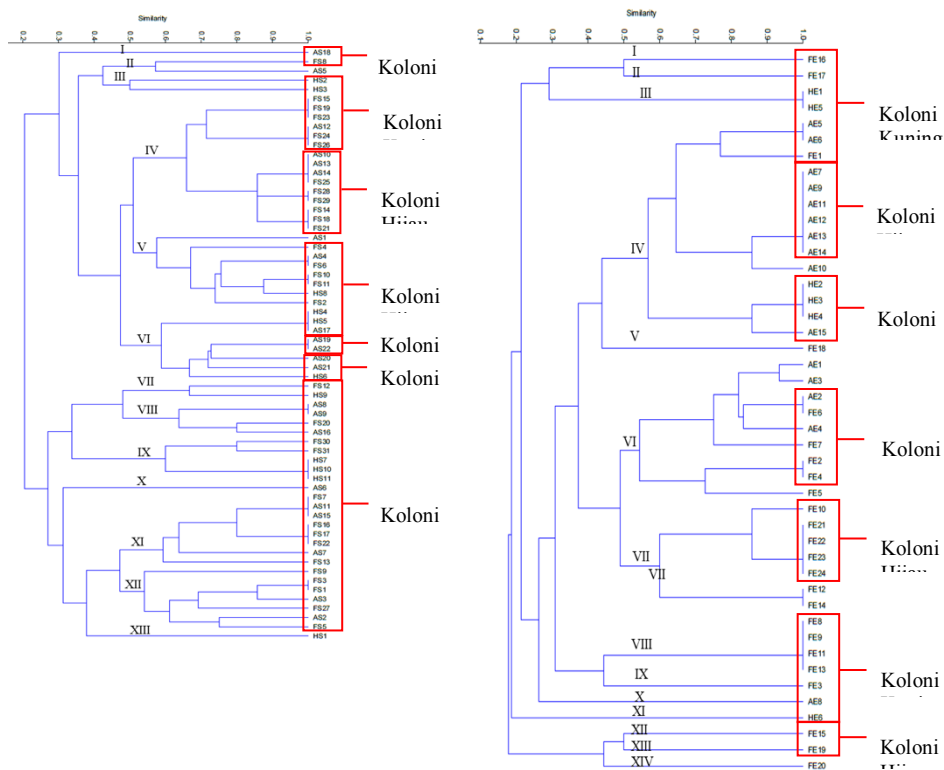 Similarity
0.2 0.3 0.4 0.5 0.6 0.7 0.8 0.9 1.0
I
II
III
IV
V
VI
VII
VIII
IX
X
XI
XII
XIII
AS18
FS8
AS5
HS2
HS3
FS15
FS19
FS23
AS12
FS24
FS26
AS10
AS13
AS14
FS25
FS28
FS29
FS14
FS18
FS21
AS1
FS4
AS4
FS6
FS10
FS11
HS8
FS2
HS4
HS5
AS17
AS19
AS22
AS20
AS21
HS6
FS12
HS9
AS8
AS9
FS20
AS16
FS30
FS31
HS7
HS10
HS11
AS6
FS7
AS11
AS15
FS16
FS17
FS22
AS7
FS13
FS9
FS3
FS1
AS3
FS27
AS2
FS5
HS1
Koloni
Koloni
Koloni
Hijau
Koloni
Koloni
Koloni
Koloni
Similarity
0.1 0.2 0.3 0.4 0.5 0.6 0.7 0.8 0.9 1.0
I
II
III
IV
V
VI
VII
VII
VIII
IX
X
XI
XII
XIII
XIV
FE16
FE17
HE1
HE5
AE5
AE6
FE1
AE7
AE9
AE11
AE12
AE13
AE14
AE10
HE2
HE3
HE4
AE15
FE18
AE1
AE3
AE2
FE6
AE4
FE7
FE2
FE4
FE5
FE10
FE21
FE22
FE23
FE24
FE12
FE14
FE8
FE9
FE11
FE13
FE3
AE8
HE6
FE15
FE19
FE20
Koloni
Kuning
Koloni
Koloni
Koloni
Koloni
Hijau
Koloni
Koloni